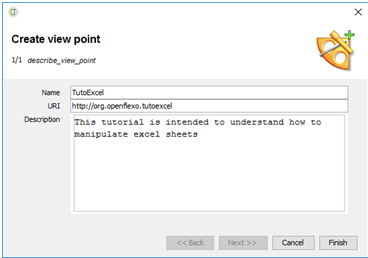 Create view point
1/1 describe_view_point
Name TutoExcel
URI http://org.openflexo.tutoexcel
Description This tutorial is intended to understand how to
manipulate excel sheets
<< Back Next >> Cancel Finish